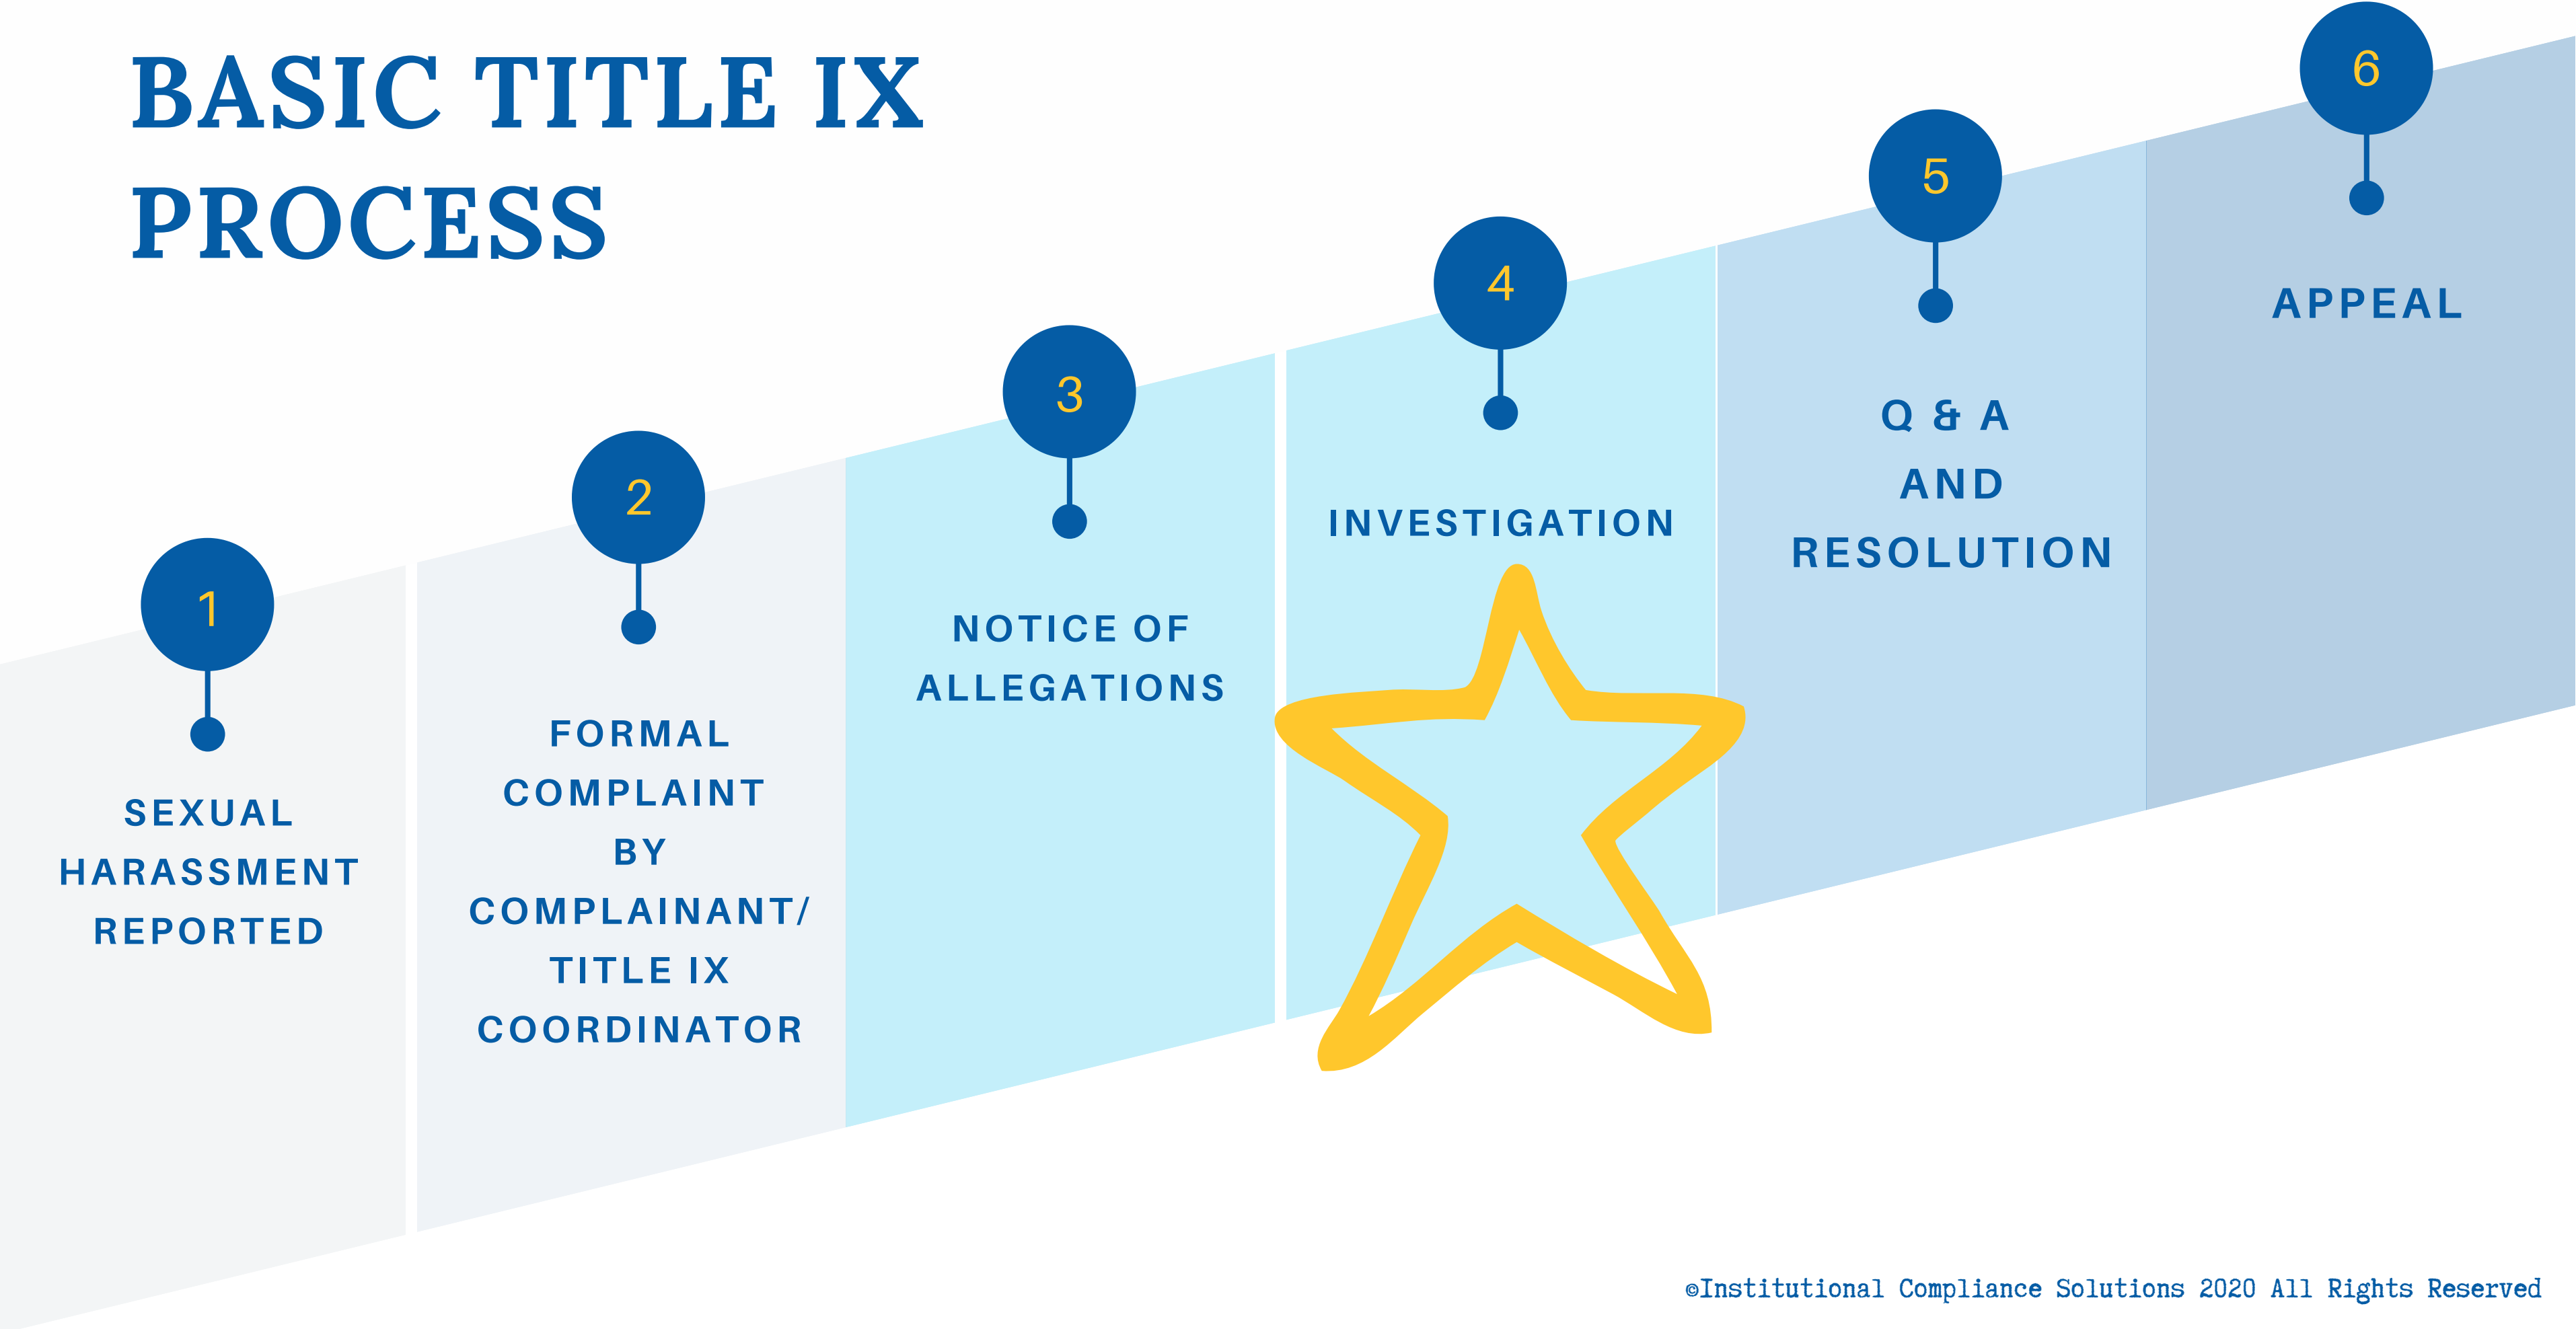 BASIC TITLE IX
PROCESS
1
SEXUAL
HARASSMENT
REPORTED
2
FORMAL
COMPLAINT
BY
COMPLAINANT/
TITLE IX
COORDINATOR
3
NOTICE OF
ALLEGATIONS
4
INVESTIGATION
5
Q & A
AND
RESOLUTION
6
APPEAL
©Institutional Compliance Solutions 2020 All Rights Reserved